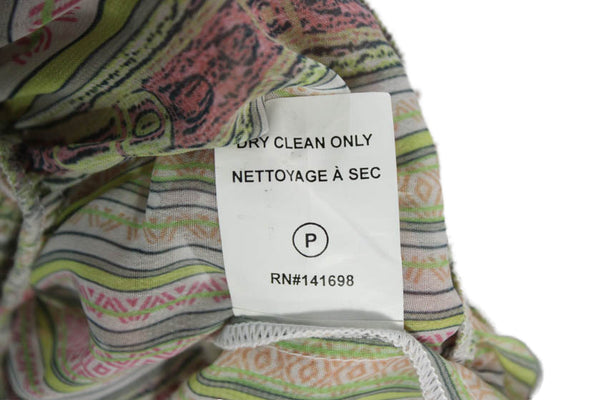 DRY CLEAN ONLY
NETTOYAGE À SEC
P
RN#141698